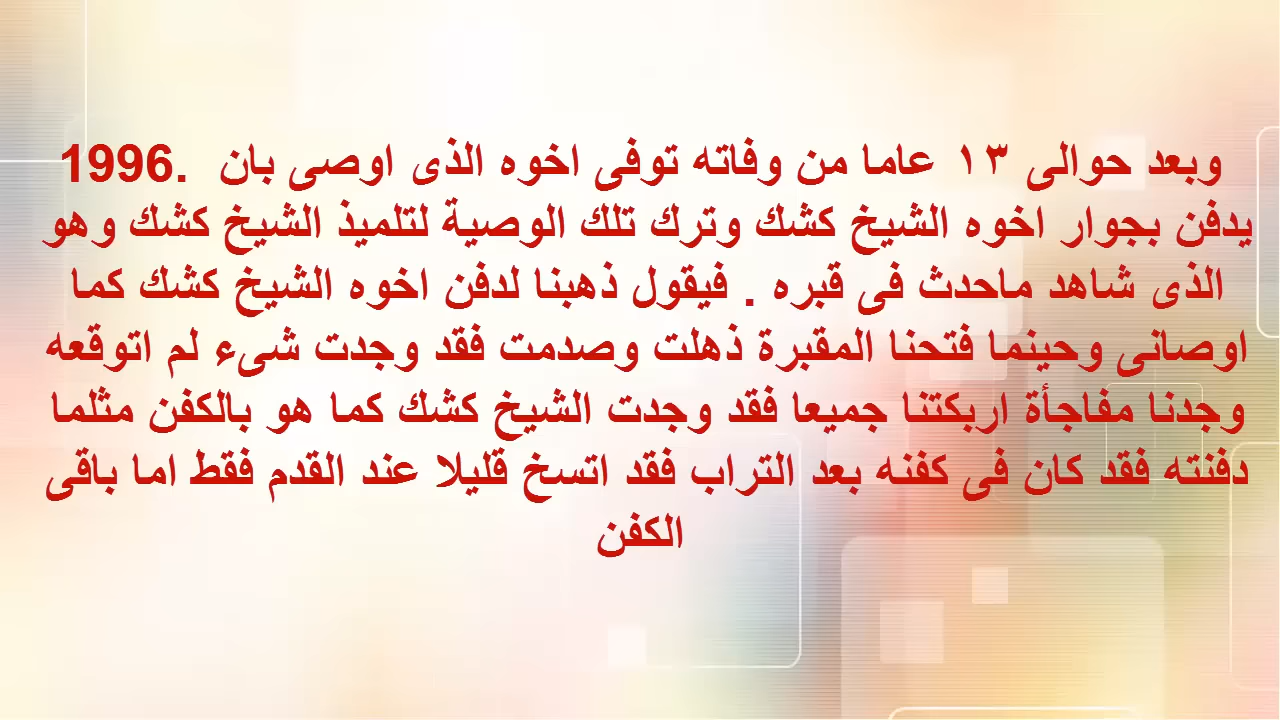 وبعد حوالى ١٣ عاما من وفاته توفى اخوه الذى اوصى بان  .1996
يدفن بجوار اخوه الشيخ كشك وترك تلك الوصية لتلميذ الشيخ كشك وهو
الذى شاهد ماحدث فى قبره . فيقول ذهبنا لدفن اخوه الشيخ كشك كما
اوصانى وحينما فتحنا المقبرة ذهلت وصدمت فقد وجدت شىء لم اتوقعه
وجدنا مفاجأة اربكتنا جميعا فقد وجدت الشيخ كشك كما هو بالكفن مثلما
دفنته فقد كان فى كفنه بعد التراب فقد اتسخ قليلا عند القدم فقط اما باقى
الكفن